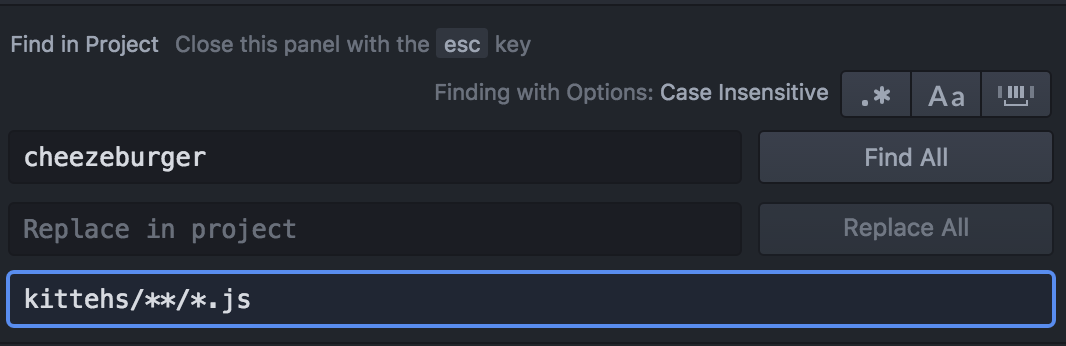 Find in Project Close this panel with the esc key
Finding with Options: Case Insensitive .* Aa
cheezeburger Find All
Replace in project Replace All
kittehs/**/*.js